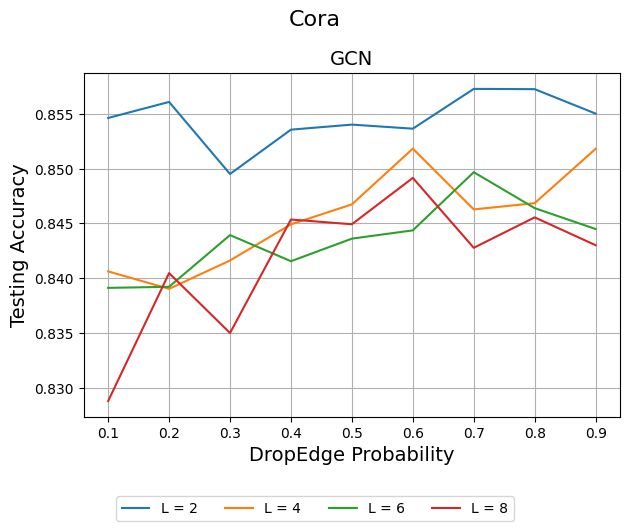 Cora
GCN
Testing Accuracy
0.855
0.850
0.845
0.840
0.835
0.830
0.1 0.2 0.3 0.4 0.5 0.6 0.7 0.8 0.9
DropEdge Probability
L = 2 L = 4 L = 6 L = 8